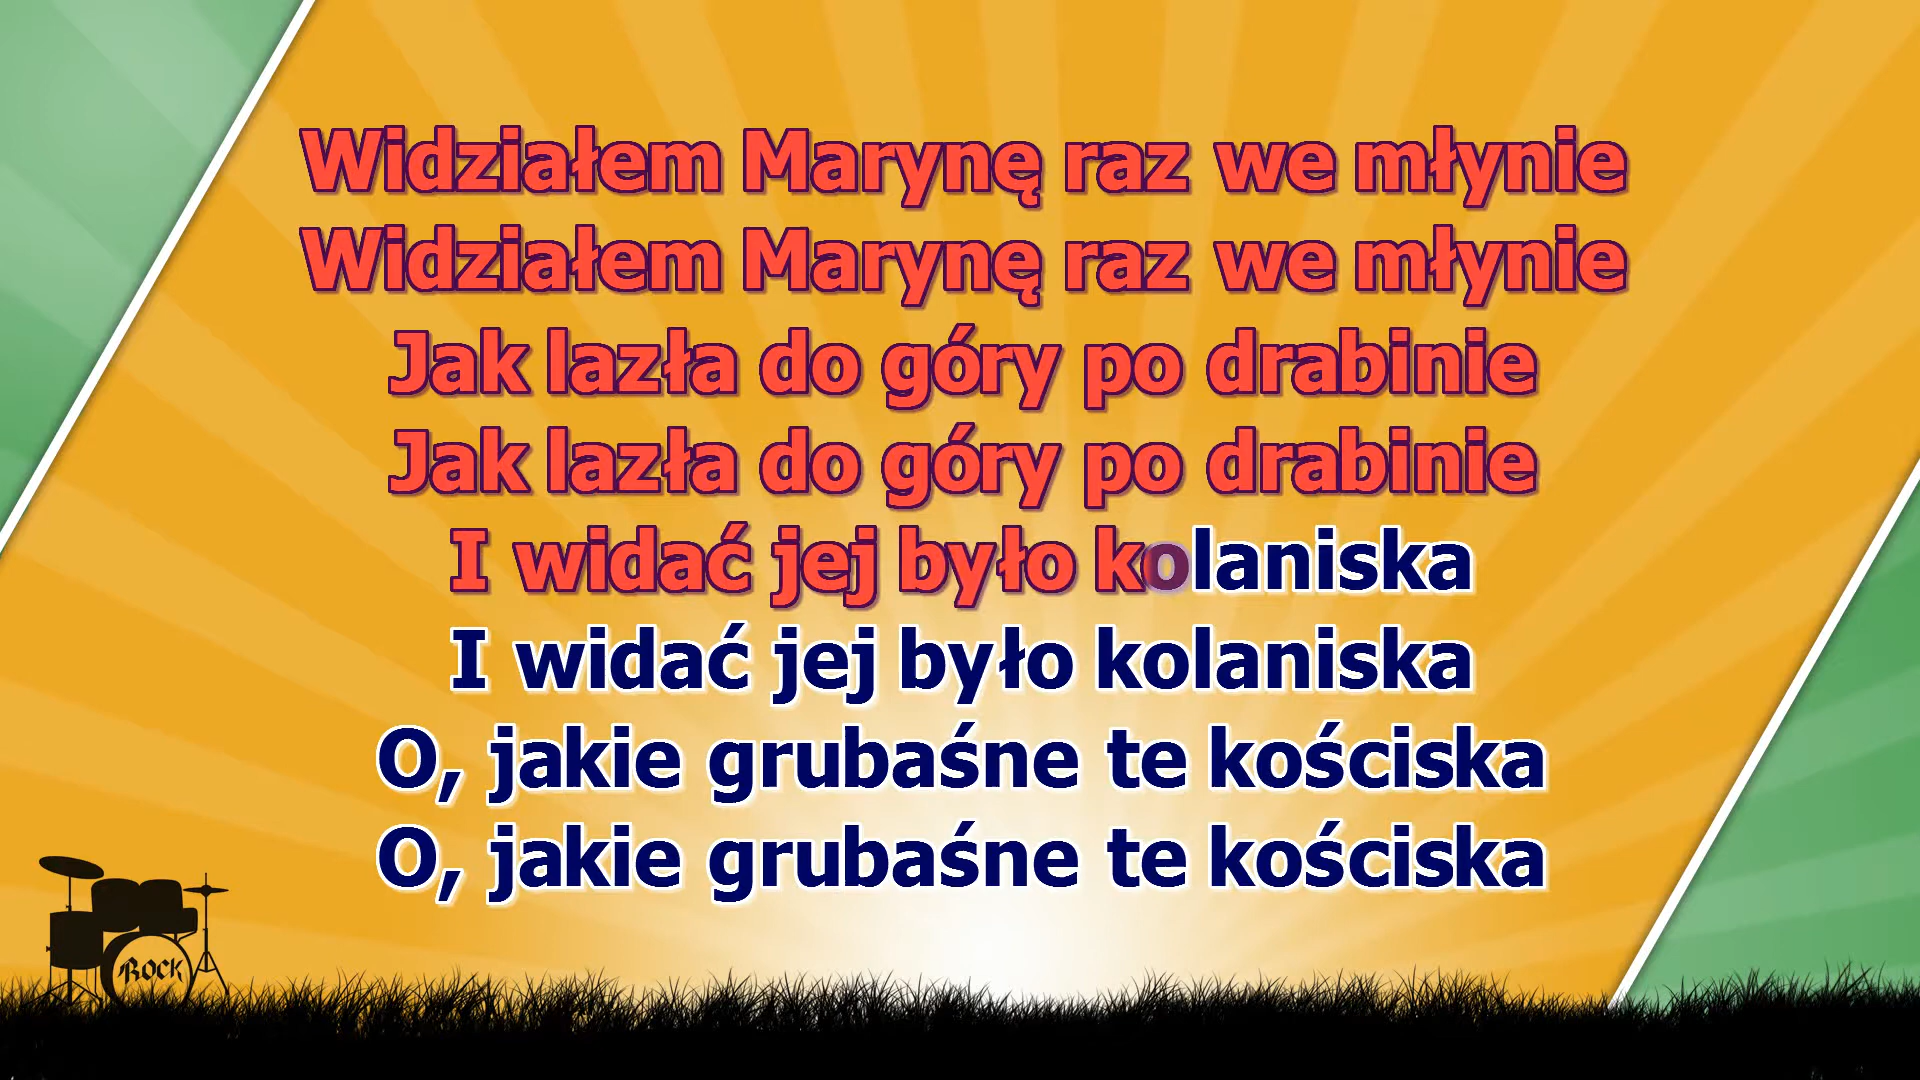 Widziałem Marynę raz we młynie
Widziałem Marynę raz we młynie
Jak lazła do góry po drabinie
Jak lazła do góry po drabinie
I widać jej było kolaniska
I widać jej było kolaniska
O, jakie grubaśne te kościska
O, jakie grubaśne te kościska
ROCK